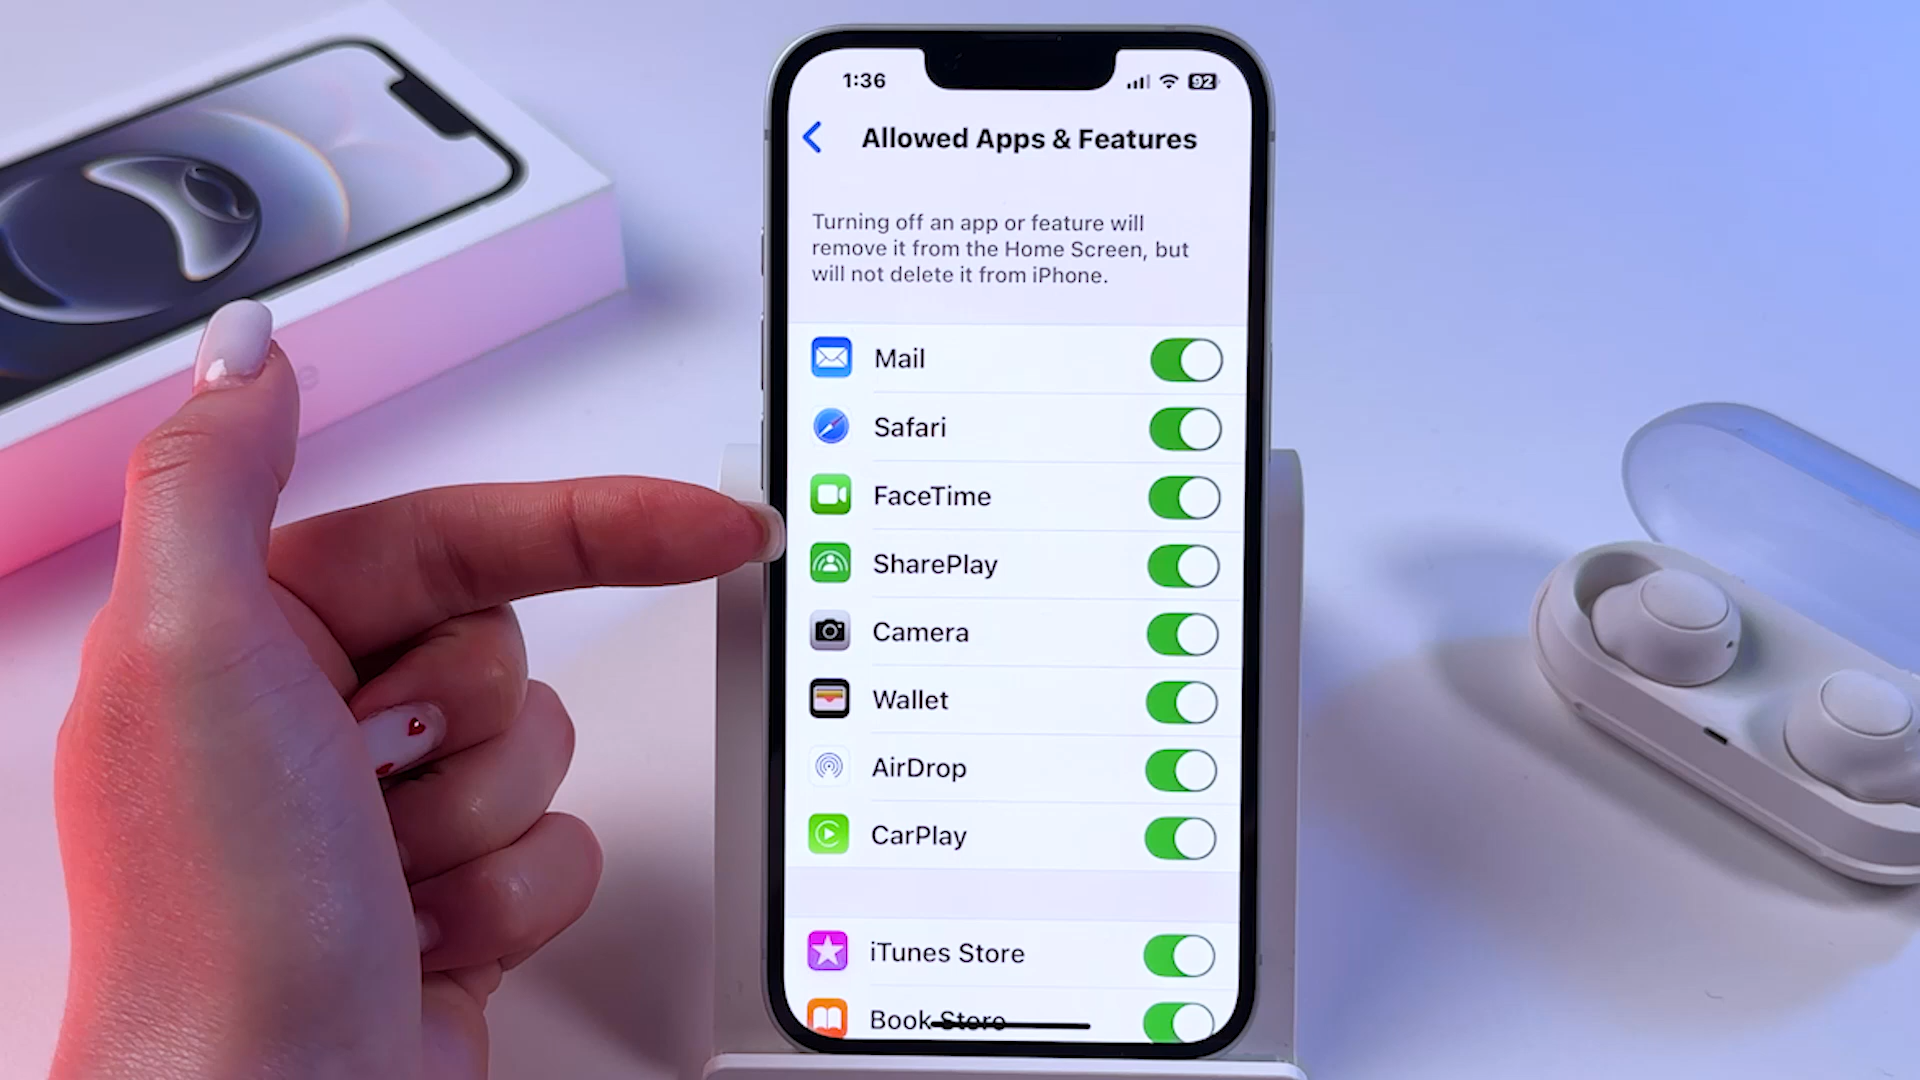 1:36
92
Allowed Apps & Features
Turning off an app or feature will
remove it from the Home Screen, but
will not delete it from iPhone.
Mail
Safari
FaceTime
SharePlay
Camera
Wallet
AirDrop
CarPlay
iTunes Store
Book Store